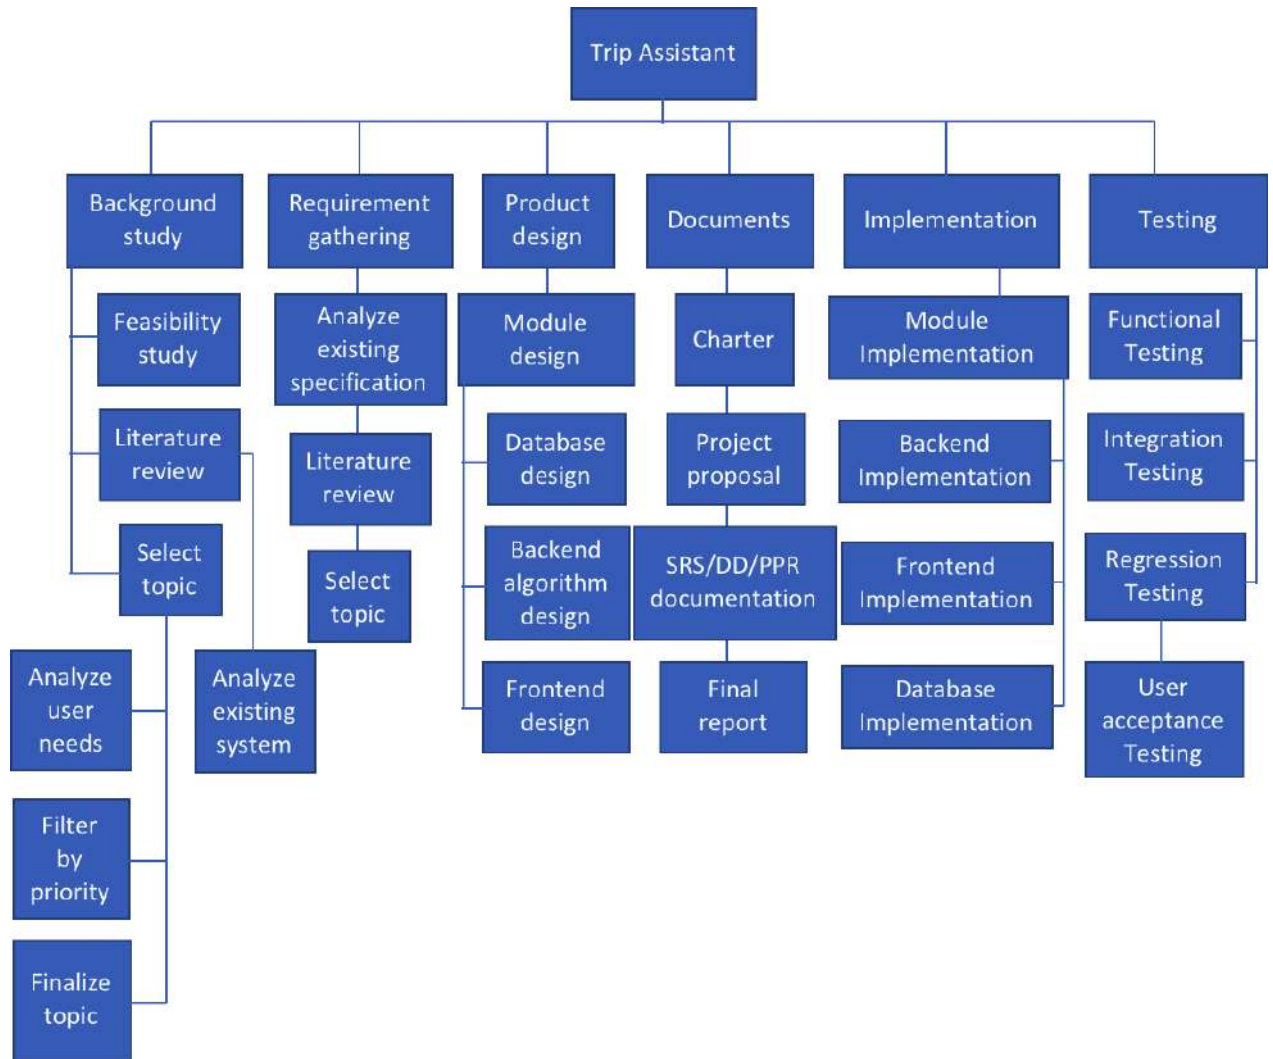 Trip Assistant
Background
study
Requirement
gathering
Product
design
Documents
Implementation
Testing
Feasibility
study
Literature
review
Select
topic
Analyze
user
needs
Filter
by
priority
Finalize
topic
Analyze
existing
system
Analyze
existing
specification
Literature
review
Select
topic
Module
design
Database
design
Backend
algorithm
design
Frontend
design
Charter
Project
proposal
SRS/DD/PPR
documentation
Final
report
Module
Implementation
Backend
Implementation
Frontend
Implementation
Database
Implementation
Functional
Testing
Integration
Testing
Regression
Testing
User
acceptance
Testing